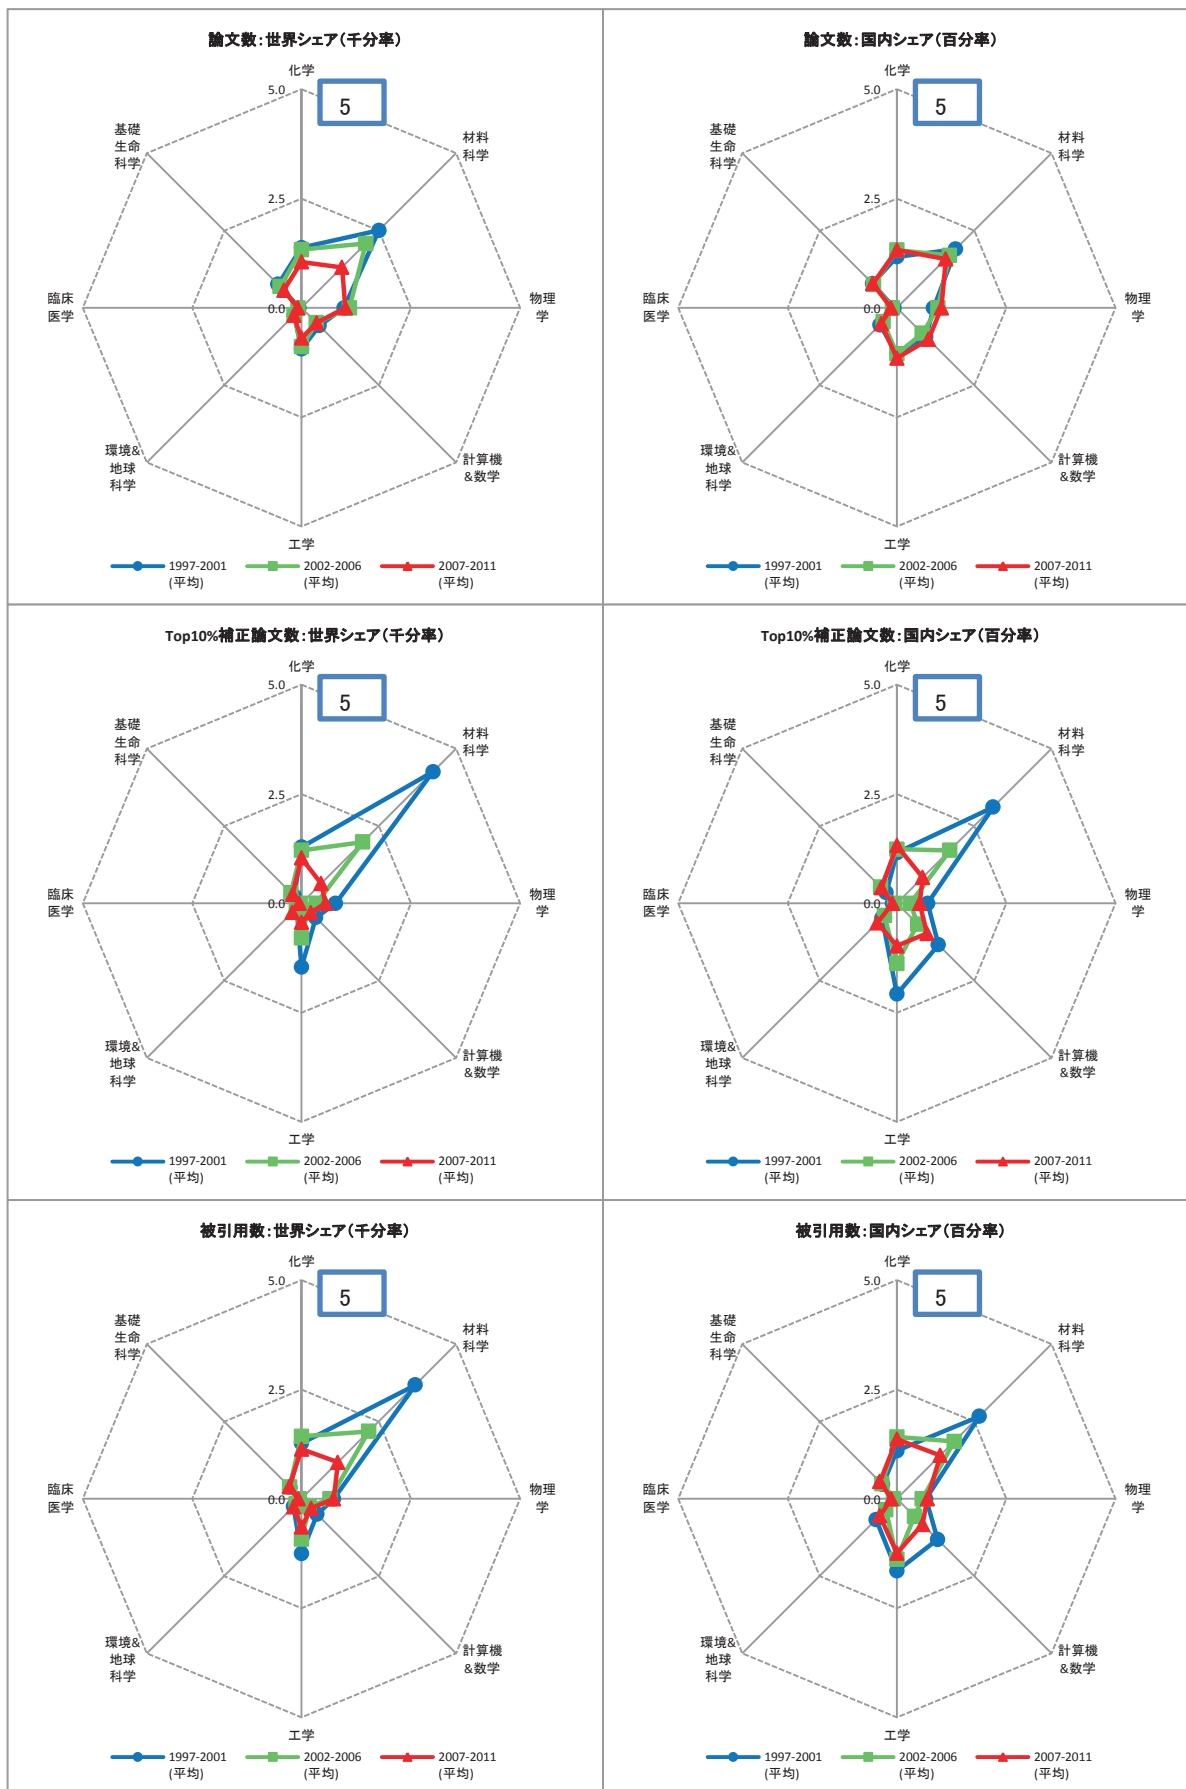 論文数:世界シェア(千分率)
化学
5.0
5
材料
科学
基礎
生命
科学
2.5
臨床
医学
0.0
物理
学
環境&
地球
科学
計算機
&数学
工学
1997-2001
(平均)
2002-2006
(平均)
2007-2011
(平均)
論文数:国内シェア(百分率)
化学
5.0
5
材料
科学
基礎
生命
科学
2.5
臨床
医学
0.0
物理
学
環境&
地球
科学
計算機
&数学
工学
1997-2001
(平均)
2002-2006
(平均)
2007-2011
(平均)
Top10%補正論文数:世界シェア(千分率)
化学
5.0
5
材料
科学
基礎
生命
科学
2.5
臨床
医学
0.0
物理
学
環境&
地球
科学
計算機
&数学
工学
1997-2001
(平均)
2002-2006
(平均)
2007-2011
(平均)
Top10%補正論文数:国内シェア(百分率)
化学
5.0
5
材料
科学
基礎
生命
科学
2.5
臨床
医学
0.0
物理
学
環境&
地球
科学
計算機
&数学
工学
1997-2001
(平均)
2002-2006
(平均)
2007-2011
(平均)
被引用数:世界シェア(千分率)
化学
5.0
5
材料
科学
基礎
生命
科学
2.5
臨床
医学
0.0
物理
学
環境&
地球
科学
計算機
&数学
工学
1997-2001
(平均)
2002-2006
(平均)
2007-2011
(平均)
被引用数:国内シェア(百分率)
化学
5.0
5
材料
科学
基礎
生命
科学
2.5
臨床
医学
0.0
物理
学
環境&
地球
科学
計算機
&数学
工学
1997-2001
(平均)
2002-2006
(平均)
2007-2011
(平均)